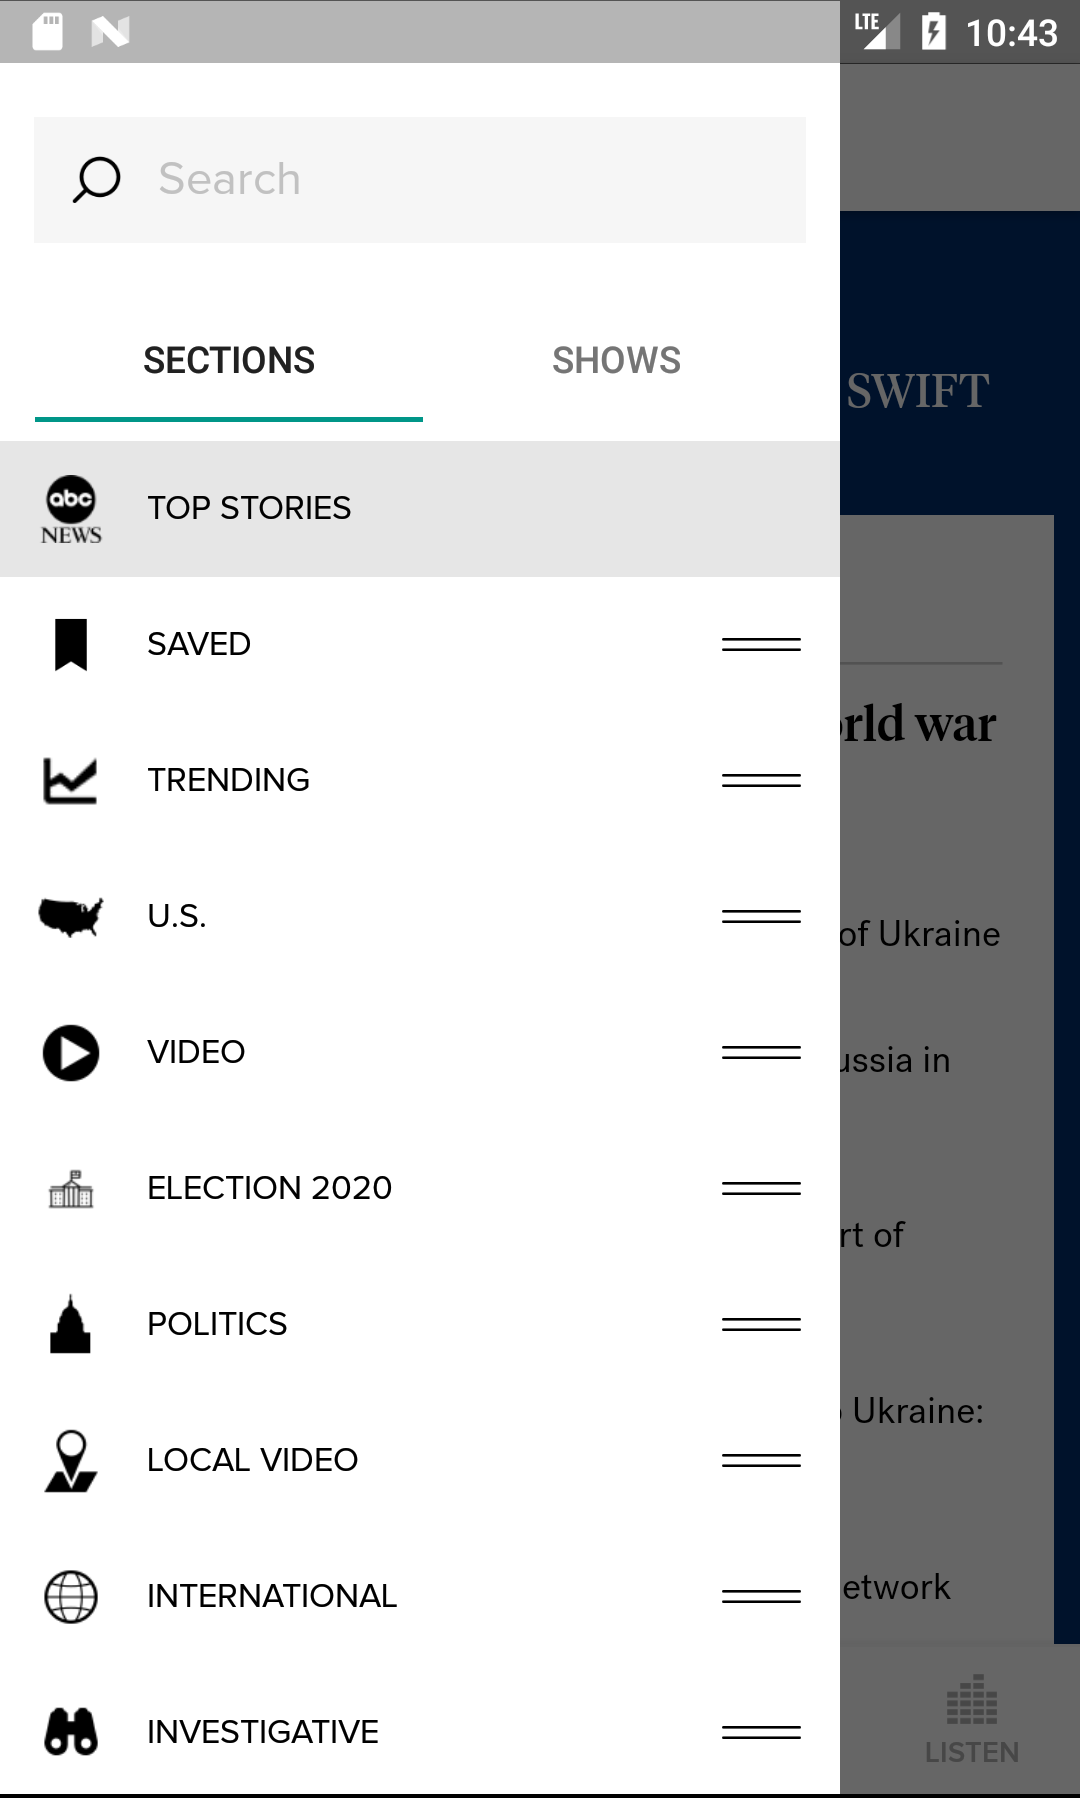 LTE 10:43
Search
SECTIONS SHOWS
SWIFT
abc
NEWS
TOP STORIES
SAVED
rld war
TRENDING
U.S.
of Ukraine
VIDEO
ussia in
ELECTION 2020
rt of
POLITICS
Ukraine:
LOCAL VIDEO
INTERNATIONAL
etwork
INVESTIGATIVE
LISTEN